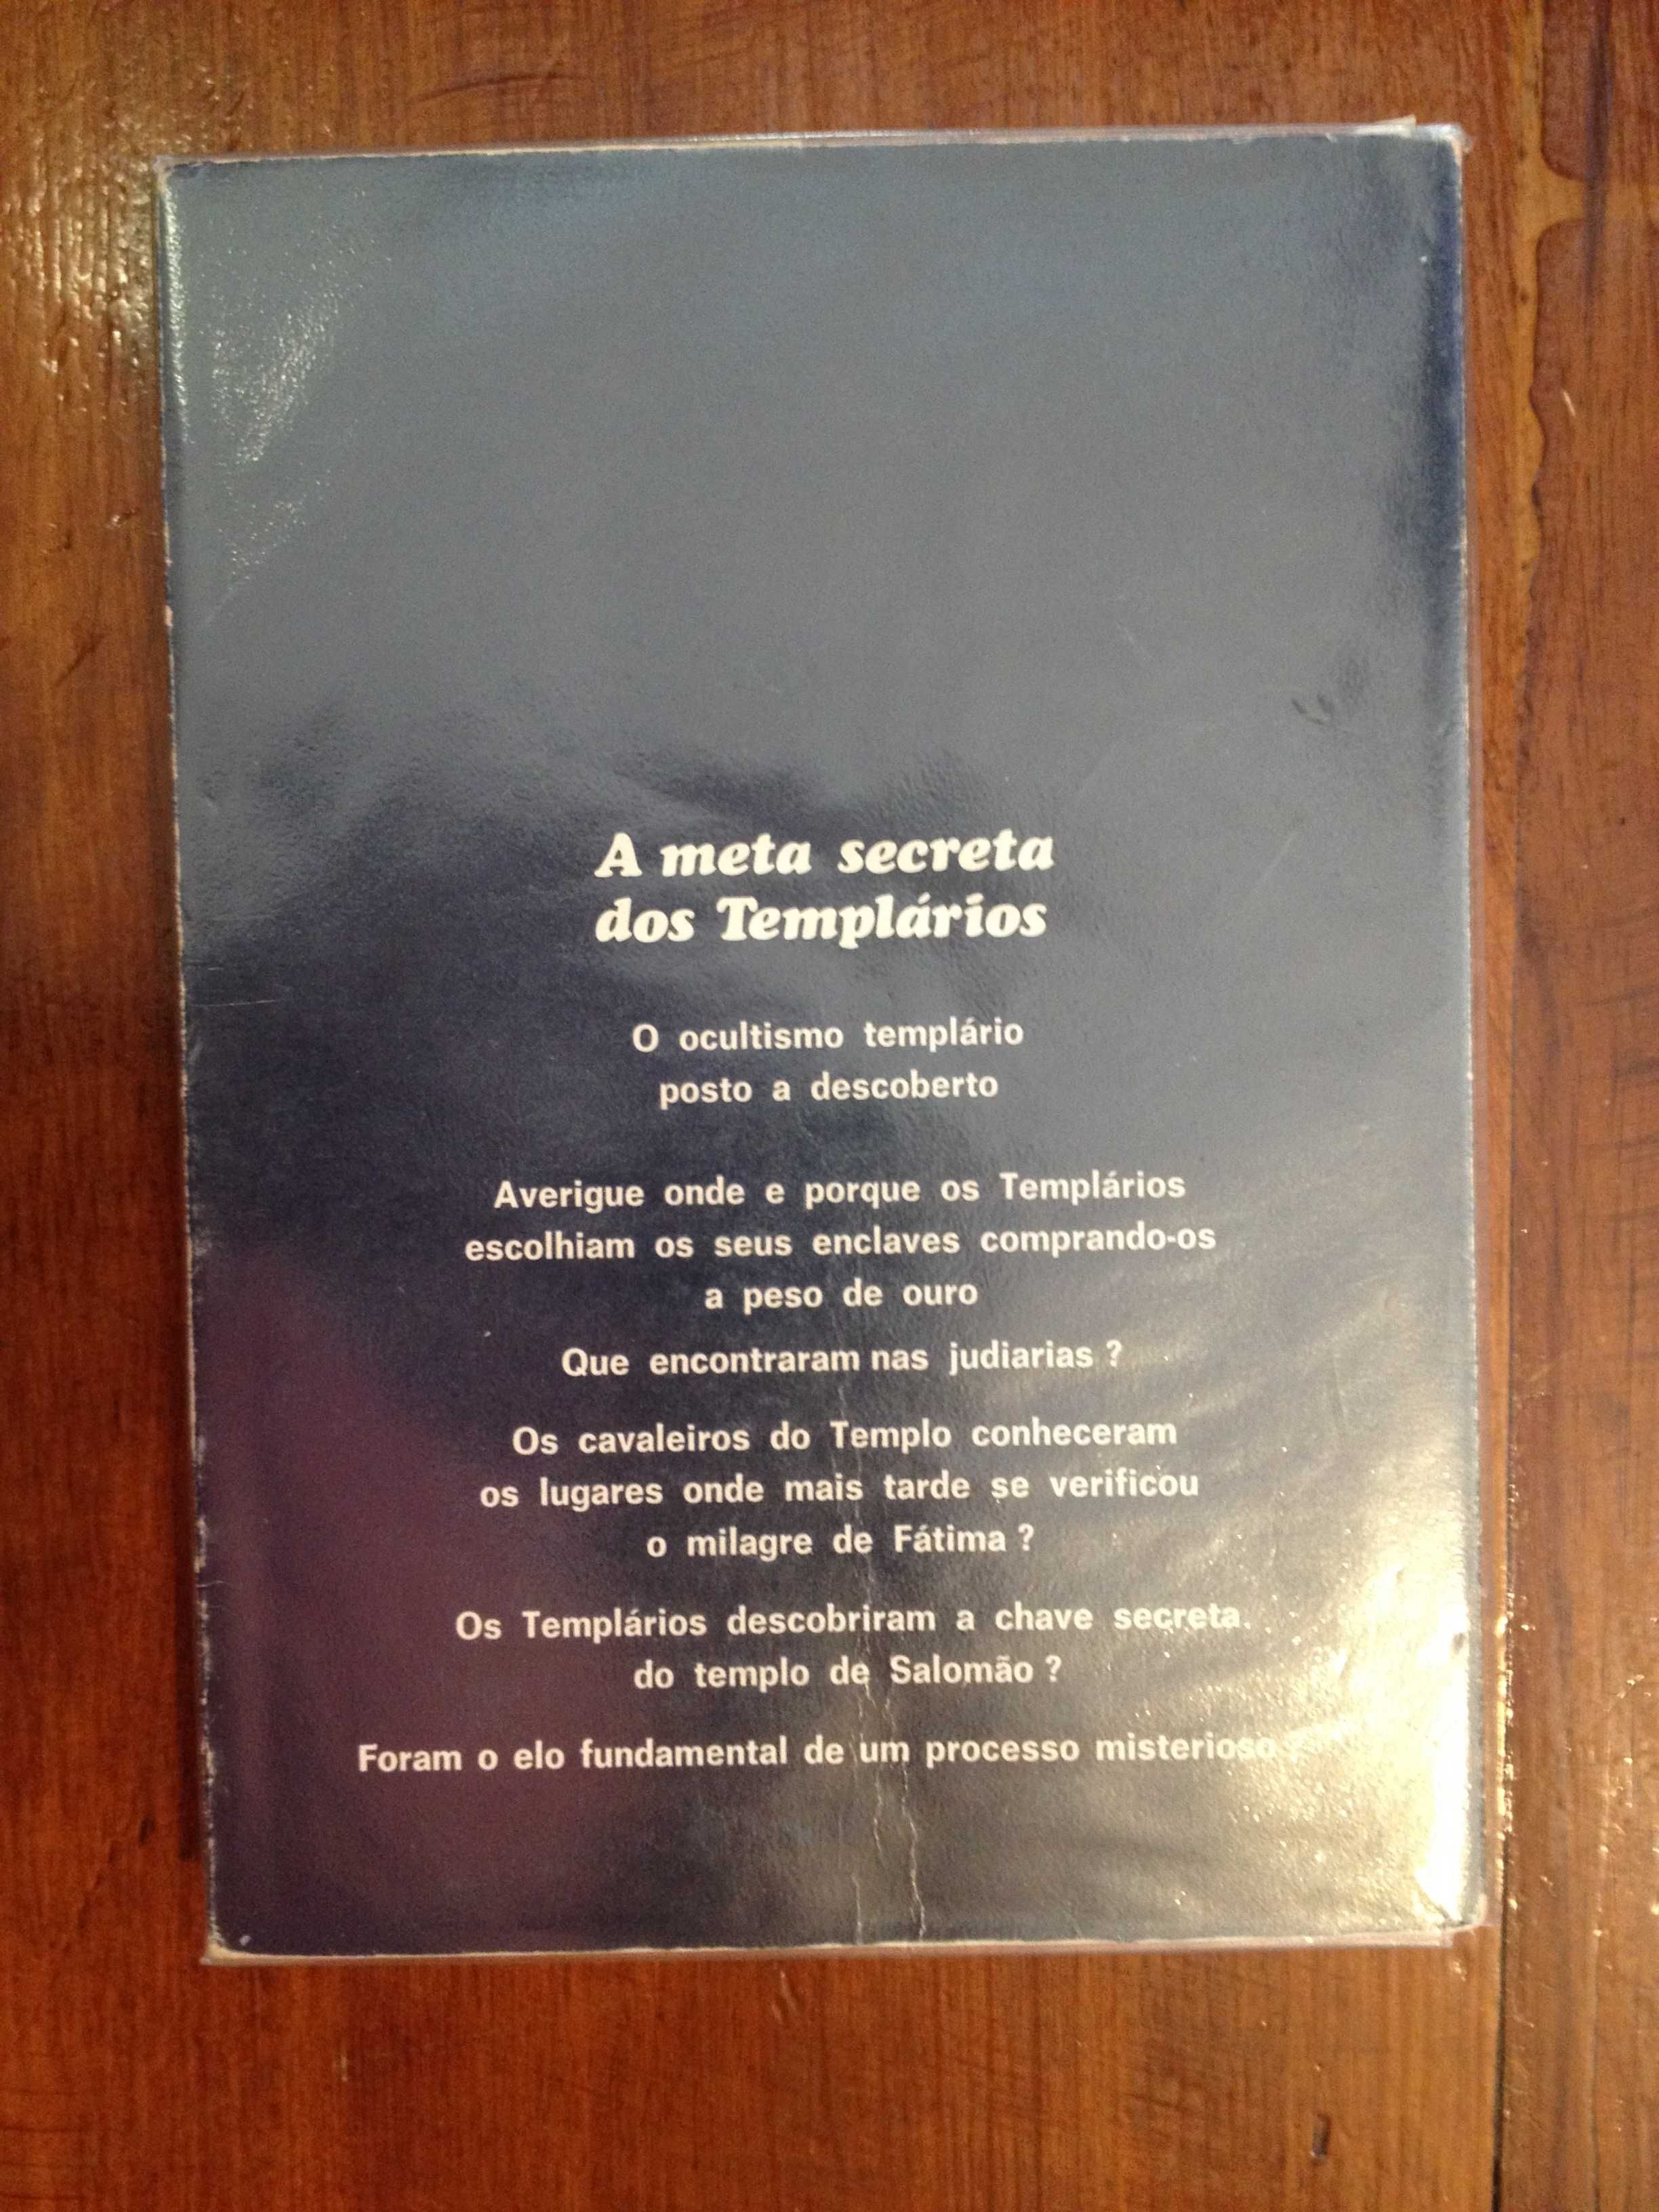 A meta secreta
dos Templários
O ocultismo templário
posto a descoberto
Averigue onde e porque os Templários
escolhiam os seus enclaves comprando-os
a peso de ouro
Que encontraram nas judiarias ?
Os cavaleiros do Templo conheceram
os lugares onde mais tarde se verificou
o milagre de Fátima ?
Os Templários descobriram a chave secreta
do templo de Salomão ?
Foram o elo fundamental de um processo misterioso ?